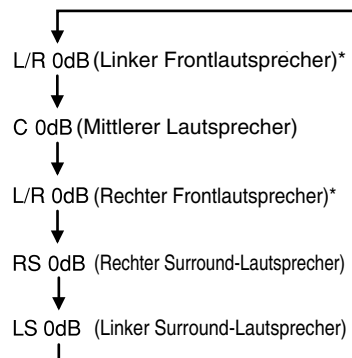 L/R 0dB (Linker Frontlautsprecher)*
C 0dB (Mittlerer Lautsprecher)
L/R 0dB (Rechter Frontlautsprecher)*
RS 0dB (Rechter Surround-Lautsprecher)
LS 0dB (Linker Surround-Lautsprecher)